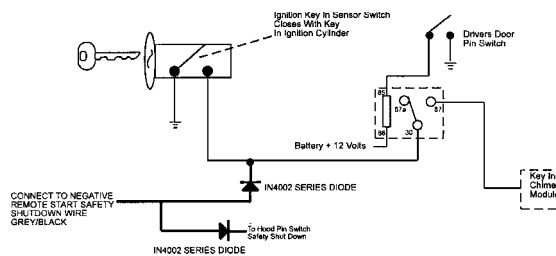 Ignition Key In Sensor Switch
Closes With Key
In Ignition Cylinder
Drivers Door
Pin Switch
85
87a
87
86
30
Battery + 12 Volts
Key In
Chime
Module
IN4002 SERIES DIODE
CONNECT TO NEGATIVE
REMOTE START SAFETY
SHUTDOWN WIRE
GREY/BLACK
To Hood Pin Switch
Safety Shut Down
IN4002 SERIES DIODE